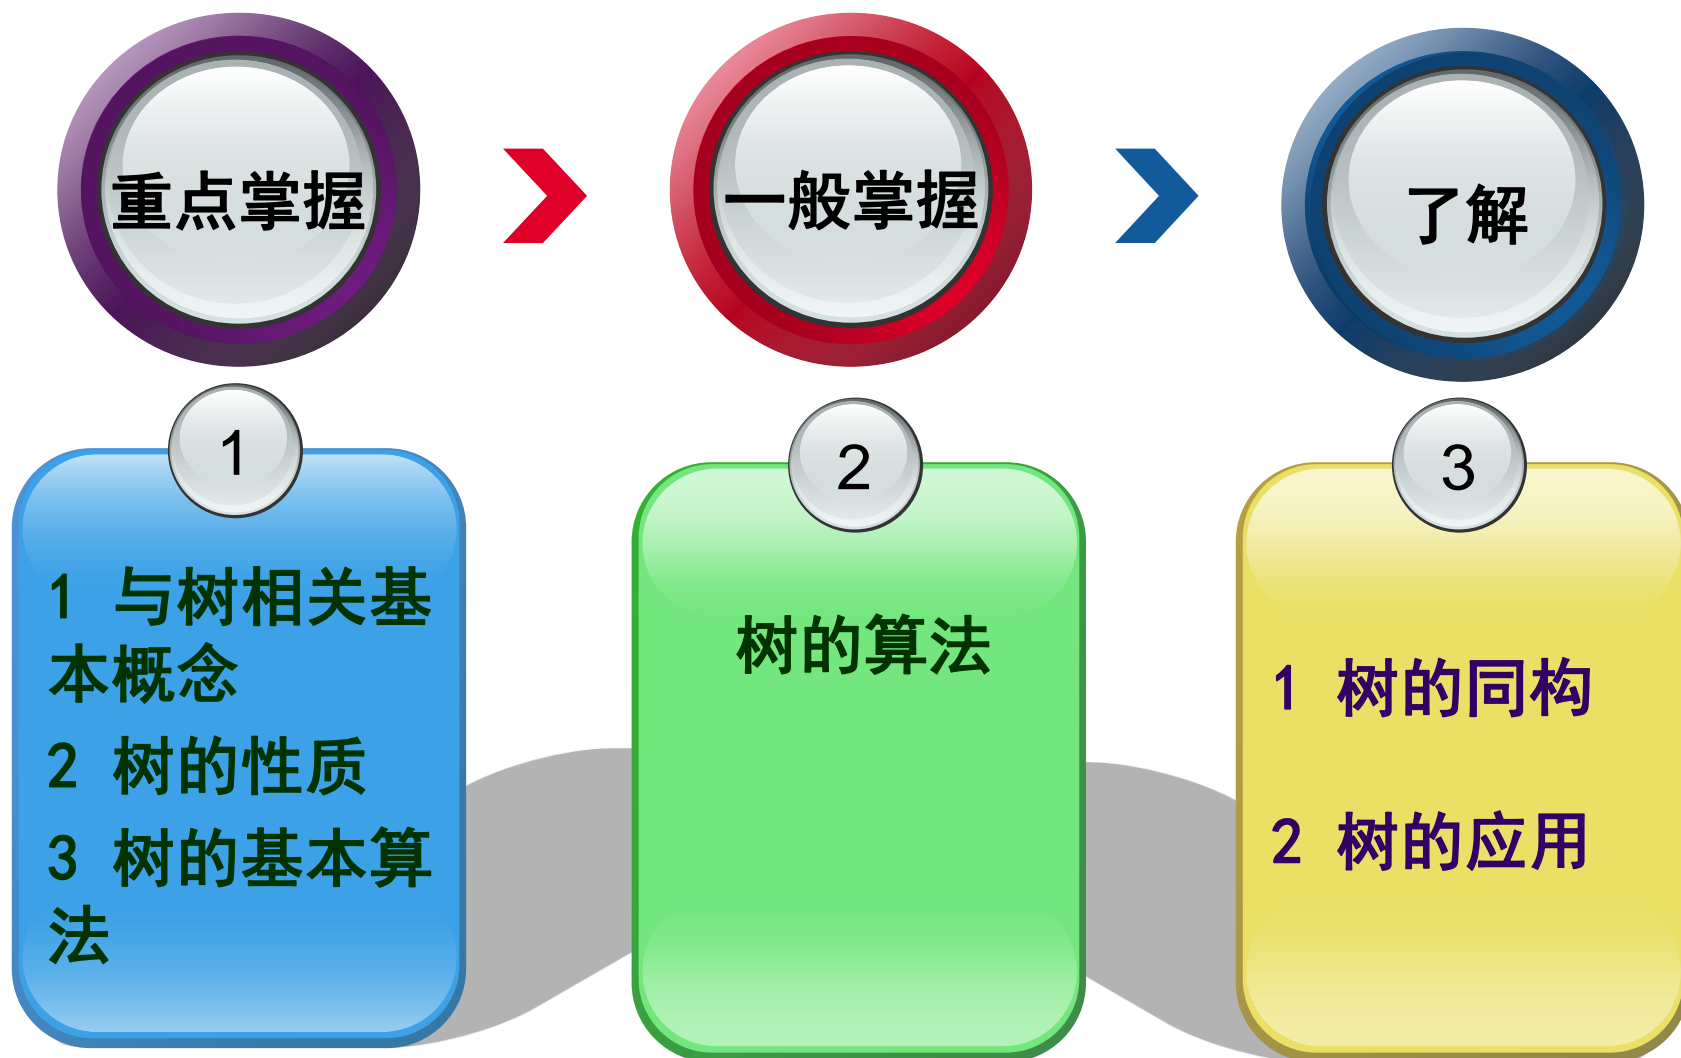 重点掌握
一般掌握
了解
1
1 与树相关基
本概念
2 树的性质
3 树的基本算
法
2
树的算法
3
1 树的同构
2 树的应用